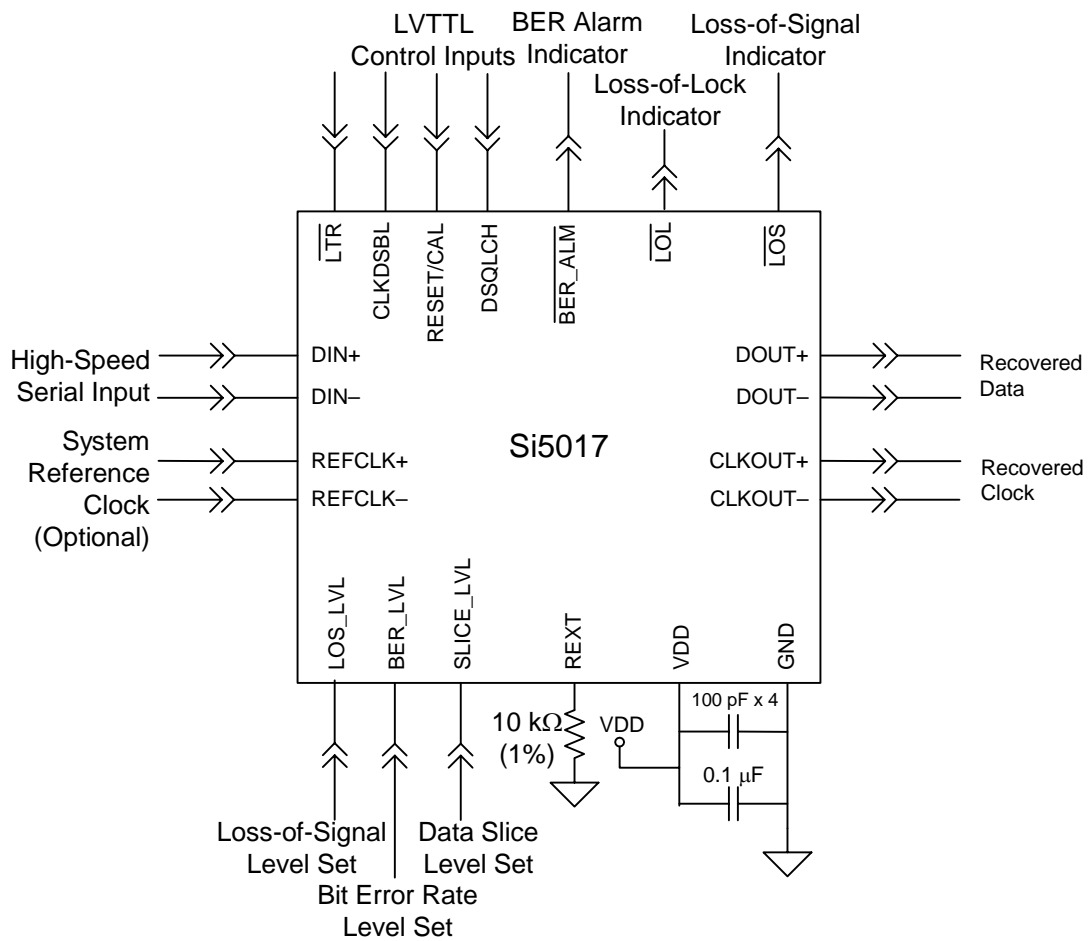 LVTTL
Control Inputs
BER Alarm
Indicator
Loss-of-Lock
Indicator
Loss-of-Signal
Indicator
LTR
CLKDSBL
RESET/CAL
DSQLCH
BER_ALM
LOL
LOS
High-Speed
Serial Input
DIN+
DIN–
System
Reference
Clock
(Optional)
REFCLK+
REFCLK–
Si5017
DOUT+
DOUT–
Recovered
Data
CLKOUT+
CLKOUT–
Recovered
Clock
LOS_LVL
BER_LVL
SLICE_LVL
REXT
VDD
GND
10 kΩ
(1%)
VDD
100 pF x 4
0.1 μF
Loss-of-Signal
Level Set
Data Slice
Level Set
Bit Error Rate
Level Set